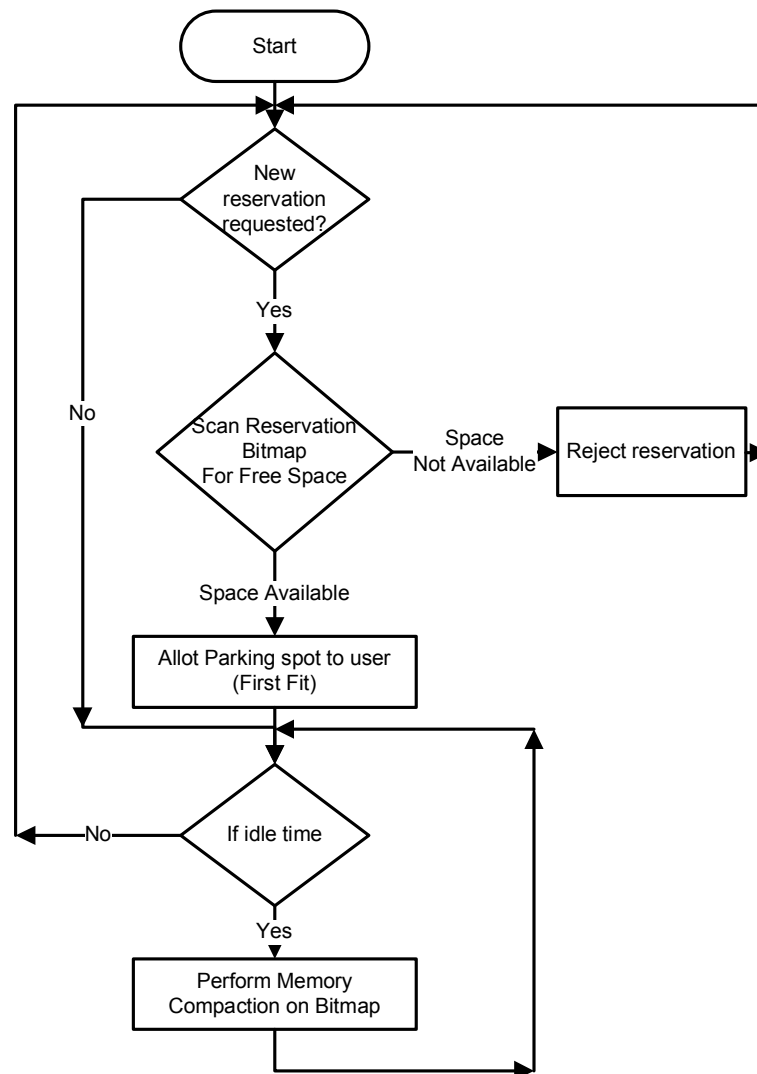 Start
New
reservation
requested?
Yes
No
Scan Reservation
Bitmap
For Free Space
Space
Not Available
Reject reservation
Space Available
Allot Parking spot to user
(First Fit)
If idle time
No
Yes
Perform Memory
Compaction on Bitmap